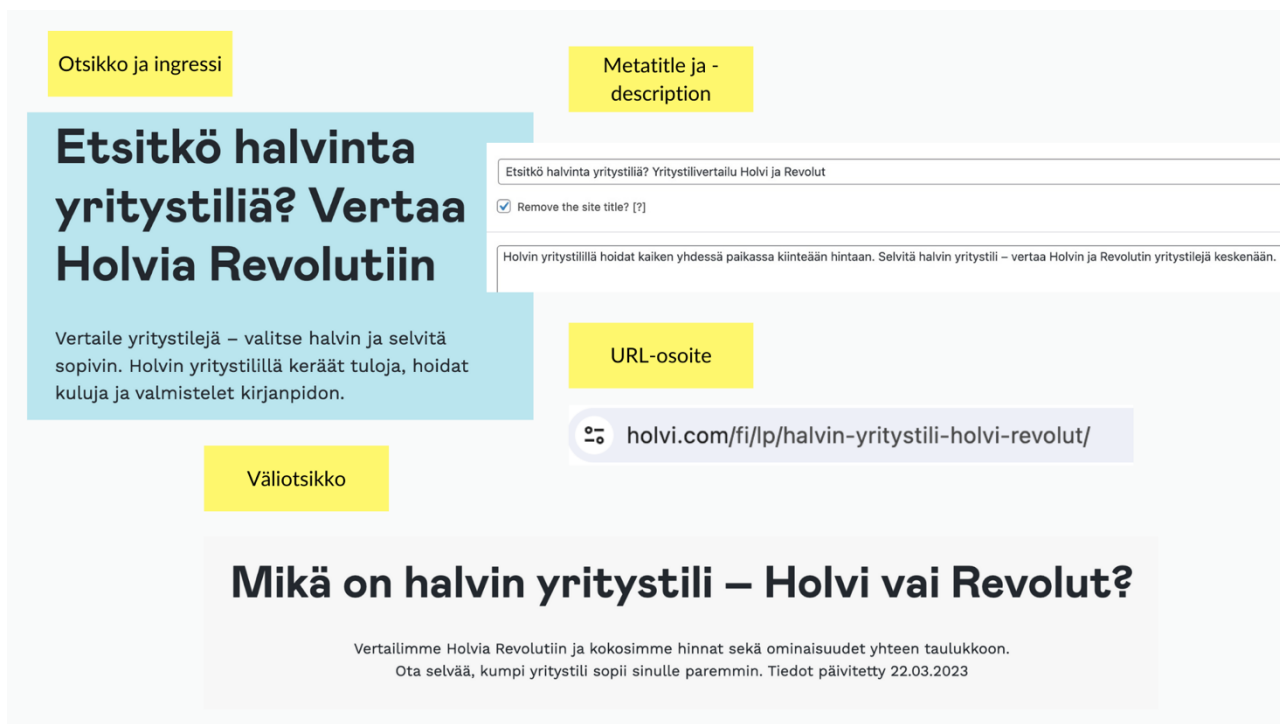 Otsikko ja ingressi
Etsitkö halvinta
yritystiliä? Vertaa
Holvia Revolutiin
Vertaile yritystilejä – valitse halvin ja selvitä
sopivin. Holvin yritystilillä keräät tuloja, hoidat
kuluja ja valmistelet kirjanpidon.
Metatitle ja -
description
Etsitkö halvinta yritystiliä? Yritystilivertailu Holvi ja Revolut
Remove the site title? [?]
Holvin yritystilillä hoidat kaiken yhdessä paikassa kiinteään hintaan. Selvitä halvin yritystili – vertaa Holvin ja Revolutin yritystilejä keskenään.
URL-osoite
holvi.com/fi/lp/halvin-yritystili-holvi-revolut/
Väliotsikko
Mikä on halvin yritystili – Holvi vai Revolut?
Vertailimme Holvia Revolutiin ja kokosimme hinnat sekä ominaisuudet yhteen taulukkoon.
Ota selvää, kumpi yritystili sopii sinulle paremmin. Tiedot päivitetty 22.03.2023